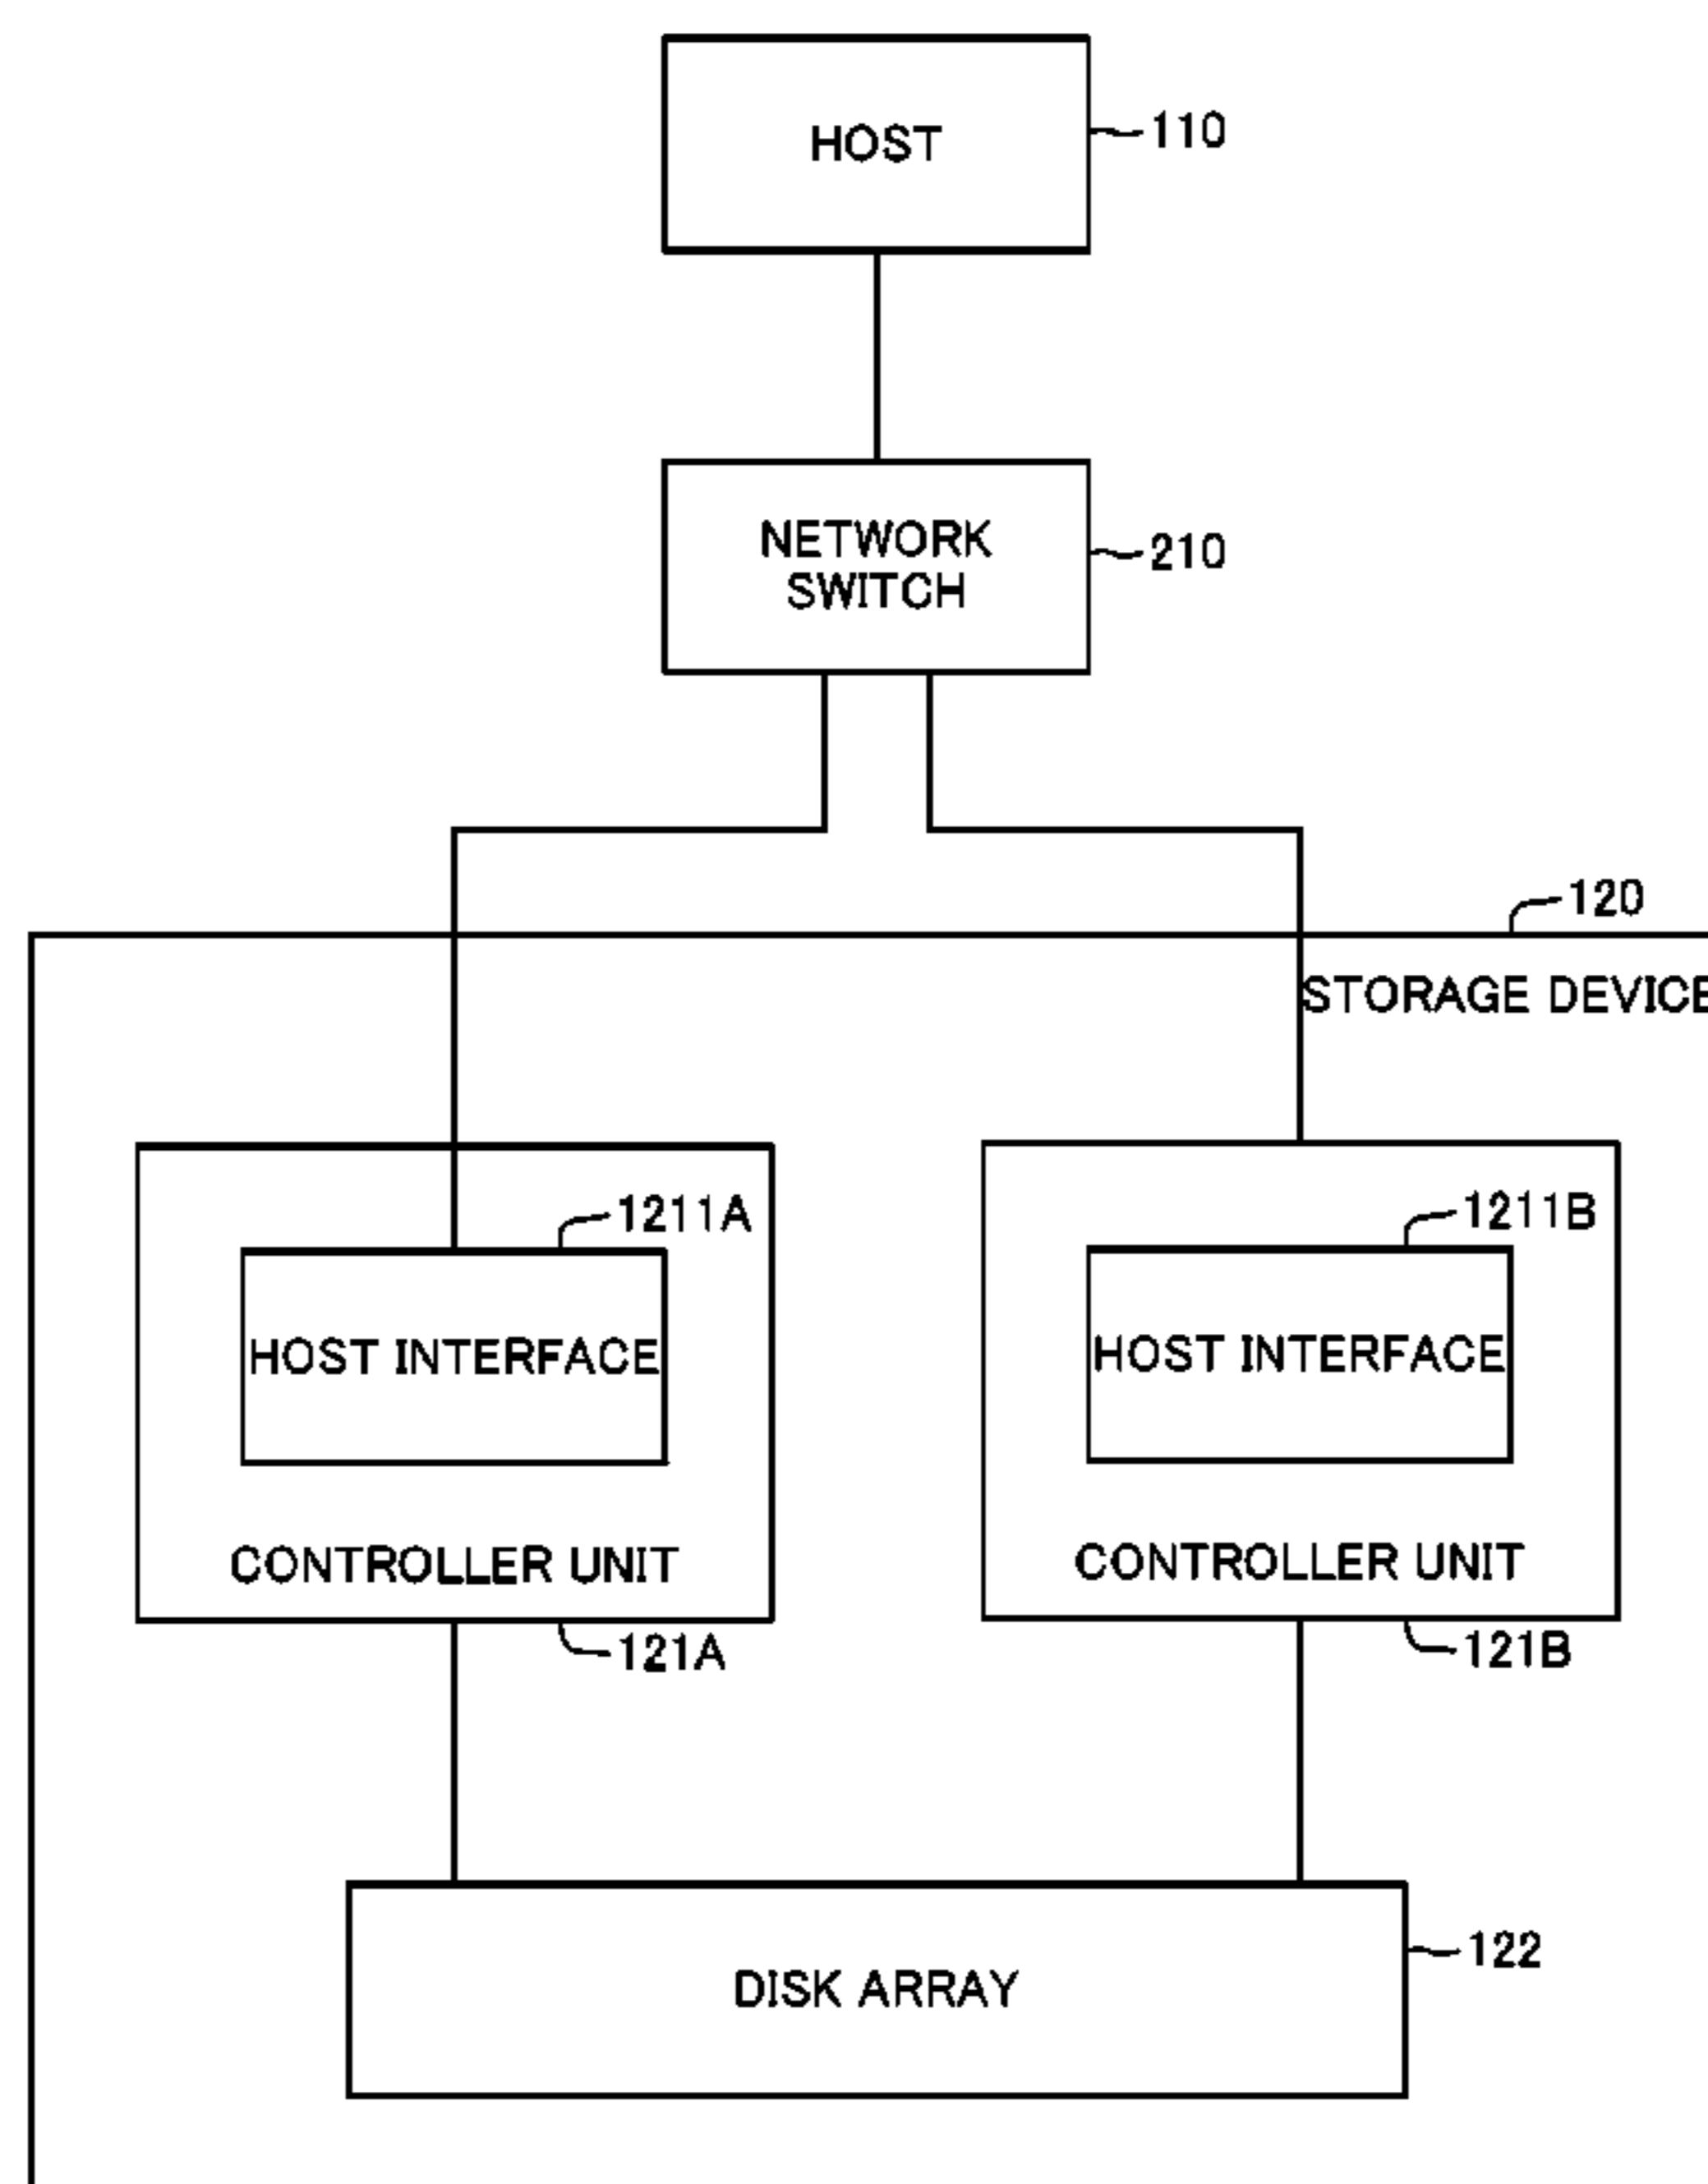 HOST
110
NETWORK
SWITCH
210
120
STORAGE DEVICE
1211A
1211B
HOST INTERFACE
HOST INTERFACE
CONTROLLER UNIT
CONTROLLER UNIT
121A
121B
122
DISK ARRAY